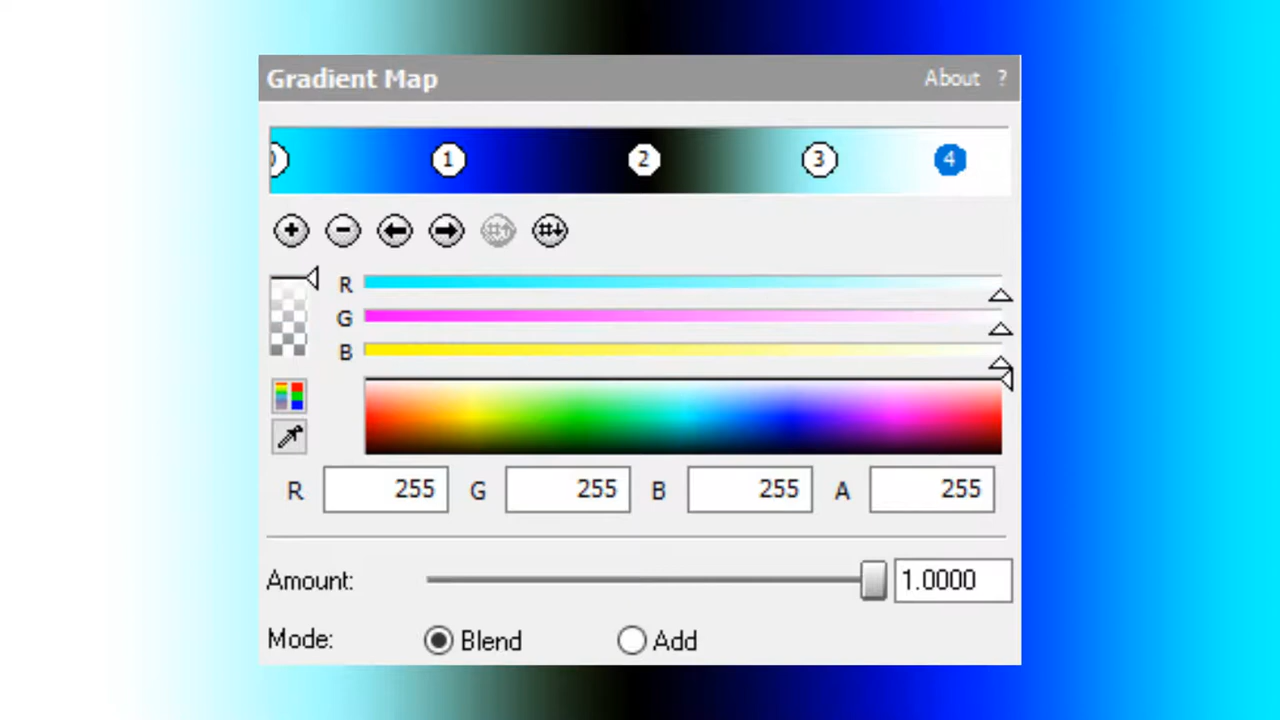 Gradient Map About ?
1 2 3 4
R
G
B
R 255 G 255 B 255 A 255
Amount: 1.0000
Mode: Blend Add